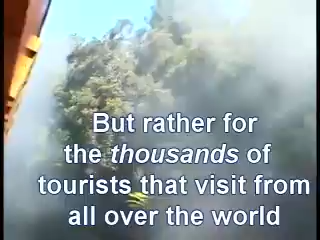 But rather for
the thousands of
tourists that visit from
all over the world